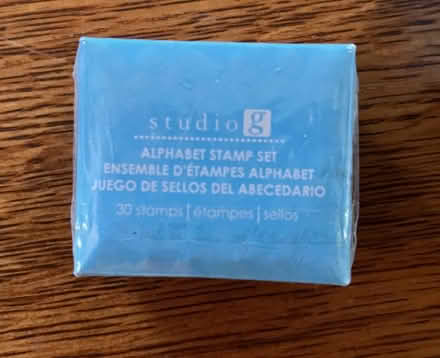 studio g
ALPHABET STAMP SET
ENSEMBLE D'ÉTAMPES ALPHABET
JUEGO DE SELLOS DEL ABECEDARIO
30 stamps | étampes | sellos